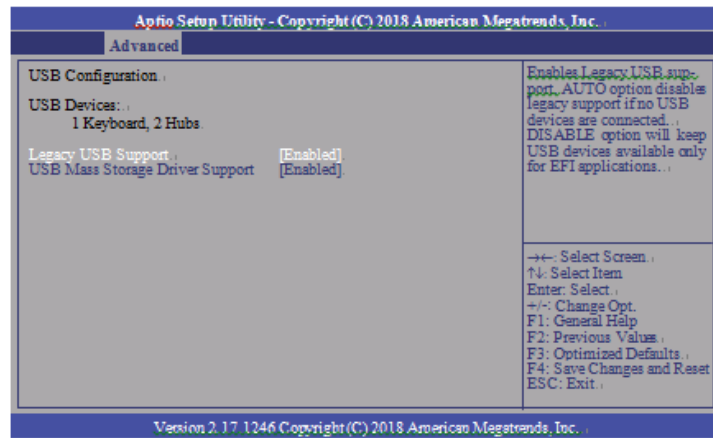 Aptio Setup Utility - Copyright (C) 2018 American Megatrends, Inc.
Advanced
USB Configuration
USB Devices:
1 Keyboard, 2 Hubs
Legacy USB Support [Enabled]
USB Mass Storage Driver Support [Enabled]
Enables Legacy USB sup-
port. AUTO option disables
legacy support if no USB
devices are connected.
DISABLE option will keep
USB devices available only
for EFI applications.
→←: Select Screen
↑↓: Select Item
Enter: Select
+/-: Change Opt.
F1: General Help
F2: Previous Values
F3: Optimized Defaults
F4: Save Changes and Reset
ESC: Exit
Version 2.17.1246 Copyright (C) 2018 American Megatrends, Inc.